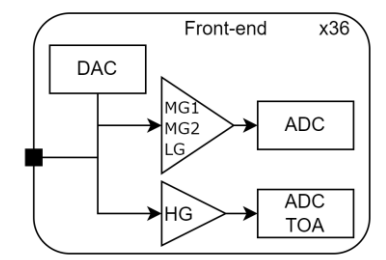 Front-end x36
DAC
MG1
MG2
LG
ADC
HG
ADC
TOA